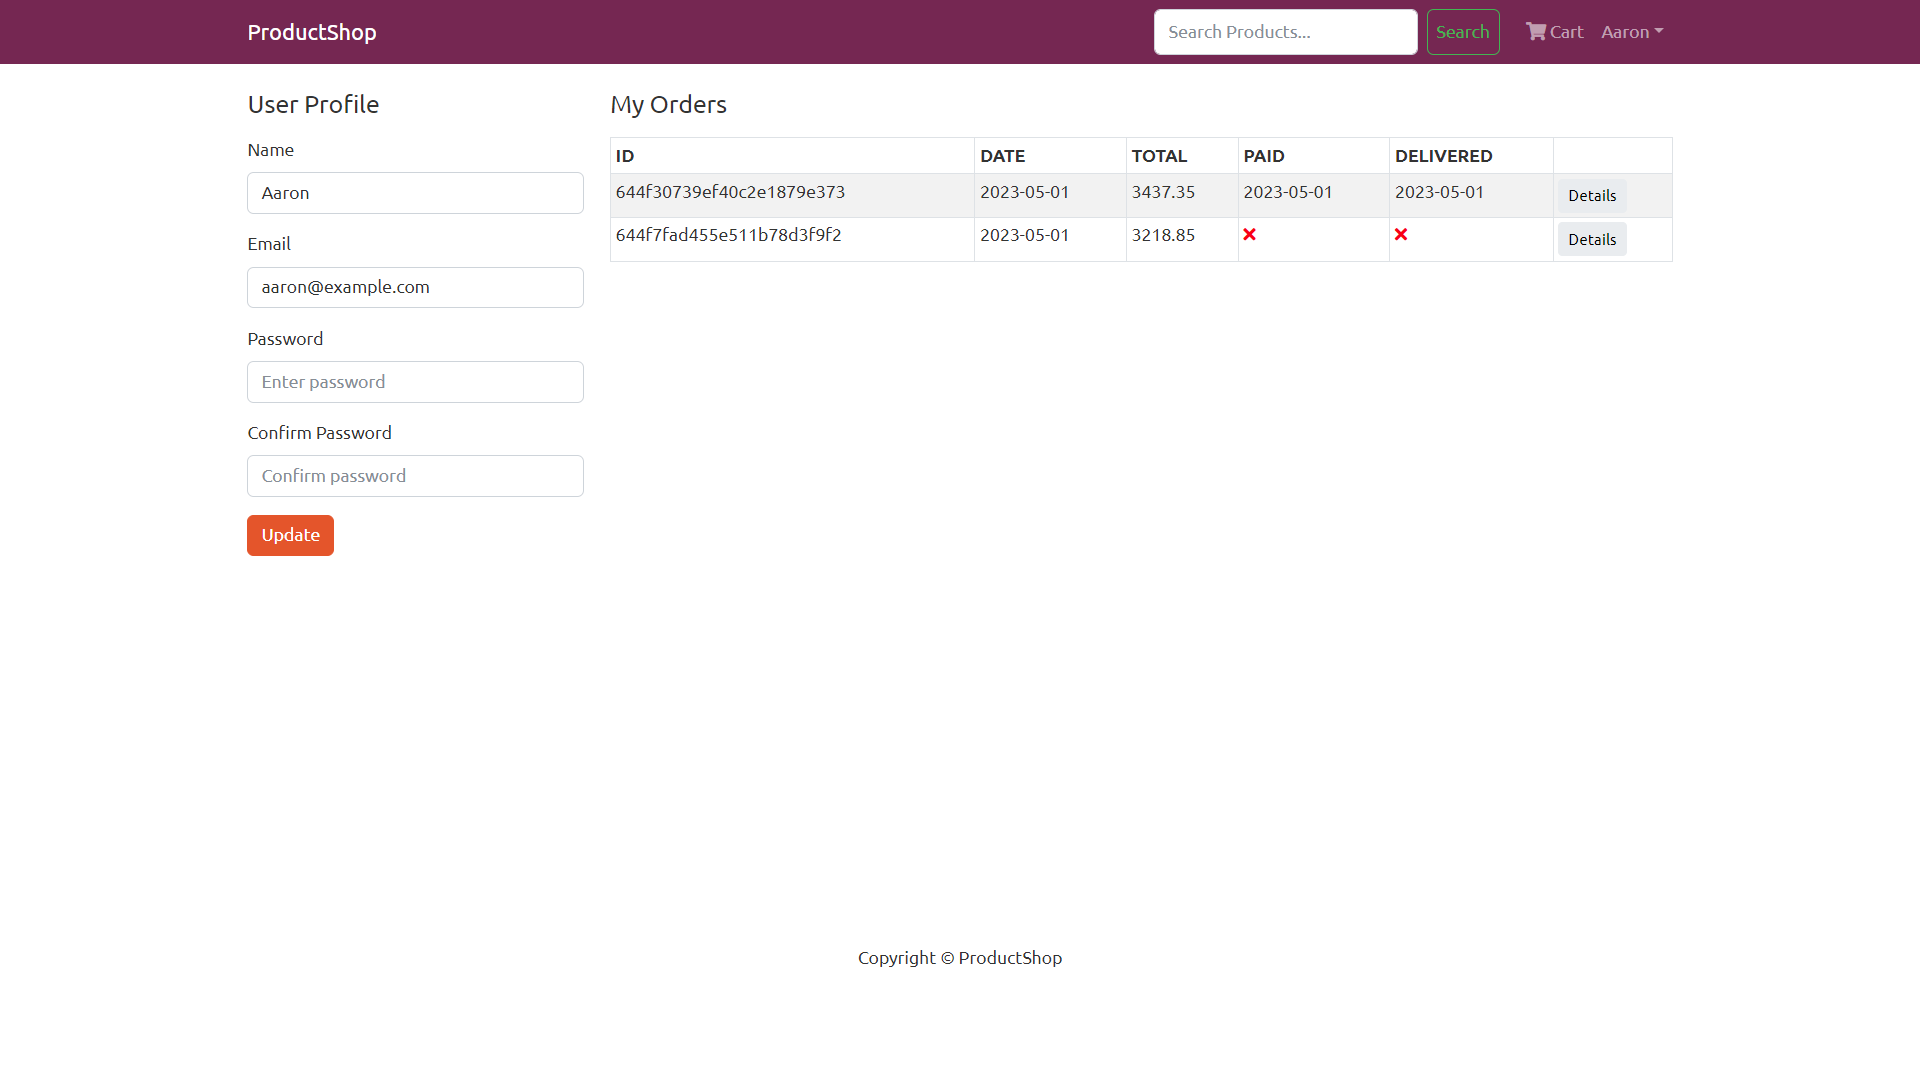 ProductShop
Search Products...
Search
Cart
Aaron
User Profile
Name
Aaron
Email
aaron@example.com
Password
Enter password
Confirm Password
Confirm password
Update
My Orders
ID DATE TOTAL PAID DELIVERED
644f30739ef40c2e1879e373 2023-05-01 3437.35 2023-05-01 2023-05-01 Details
644f7fad455e511b78d3f9f2 2023-05-01 3218.85 Details
Copyright © ProductShop